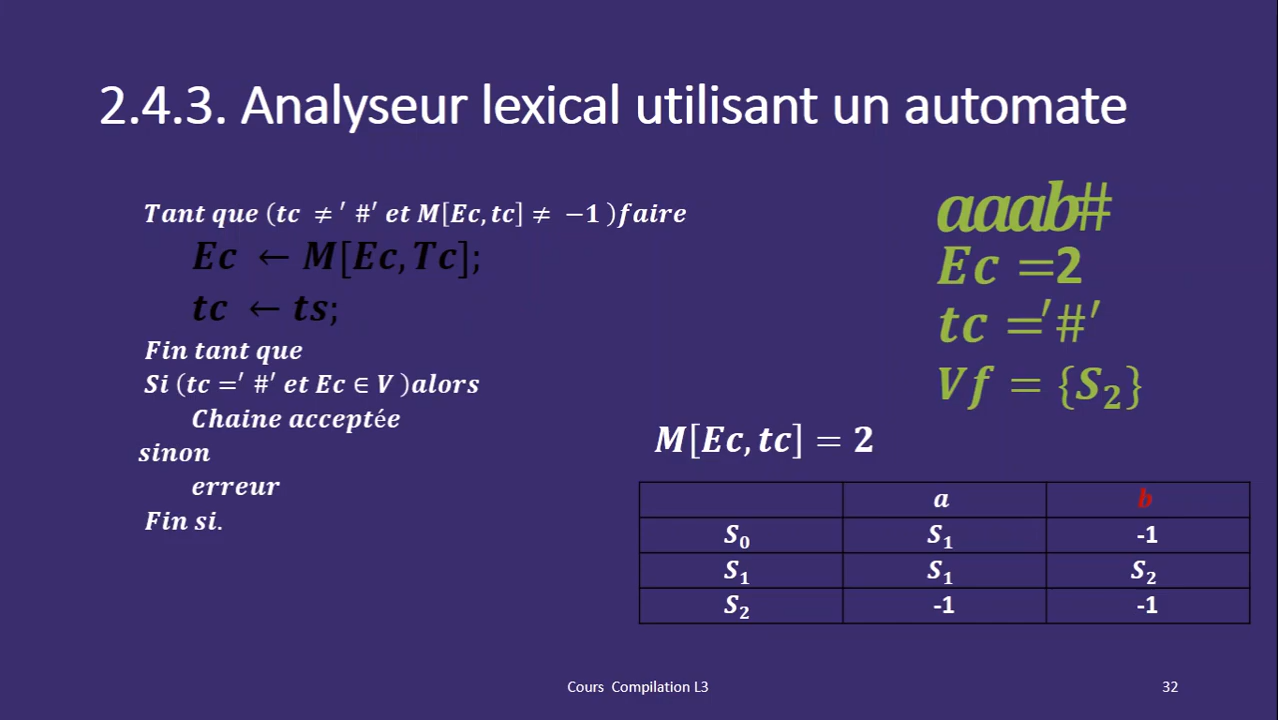 2.4.3. Analyseur lexical utilisant un automate
Tant que (tc ≠′ #′ et M[Ec, tc] ≠ −1 )faire
Ec ← M[Ec, Tc];
tc ← ts;
Fin tant que
Si (tc =′ #′ et Ec ∈ V )alors
Chaine acceptée
sinon
erreur
Fin si.
aaab#
Ec =2
tc =′#′
Vf = {S₂}
M[Ec, tc] = 2
a b
S₀ S₁ -1
S₁ S₁ S₂
S₂ -1 -1
Cours Compilation L3
32